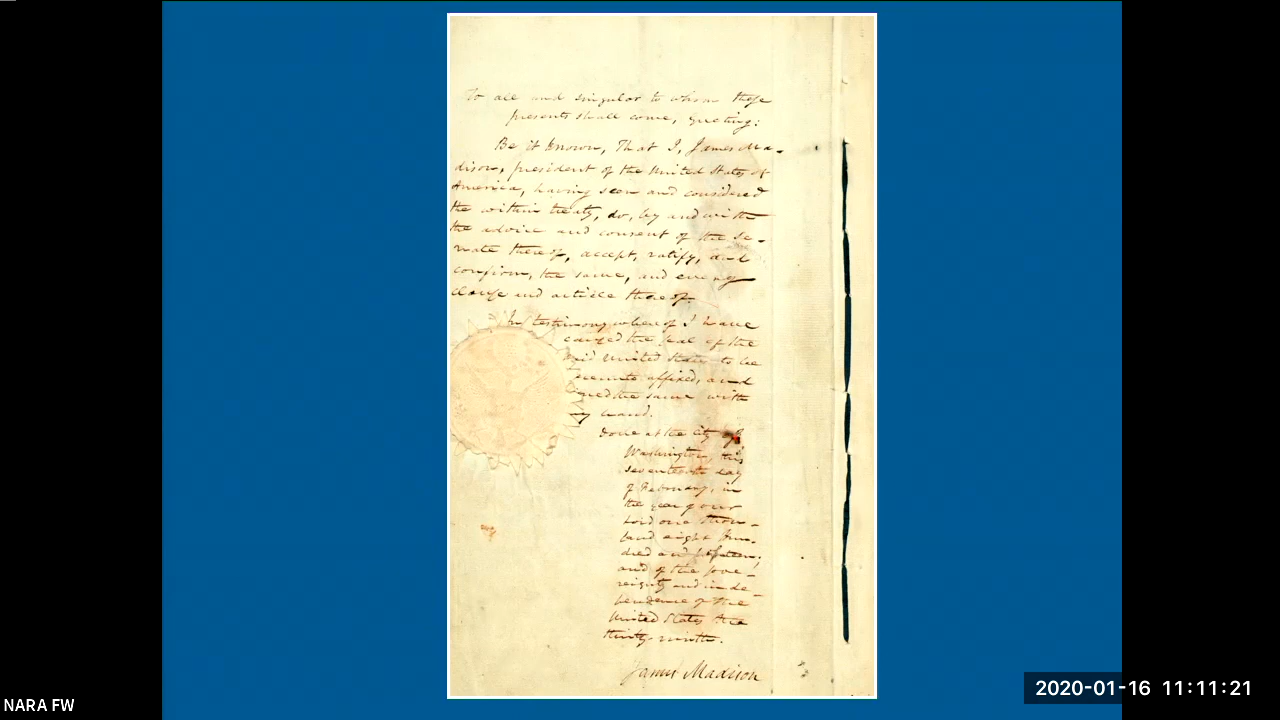 To all and singular to whom these
presents shall come, greeting:
Be it known, That I, James Ma-
dison, president of the United States of
America, having seen and considered
the within treaty, do, by and with
the advice and consent of the Se-
nate thereof, accept, ratify, and
confirm, the same, and every
clause and article thereof.
In testimony whereof I have
caused the seal of the
said United States to be
hereunto affixed, and
signed the same with
my hand.
Done at the City of
Washington, this
seventeenth day
of February, in
the year of our
Lord one thou-
sand eight hun-
dred and fifteen;
and of the sove-
reignty and inde-
pendence of the
United States the
thirty-ninth.
James Madison
NARA FW
2020-01-16 11:11:21